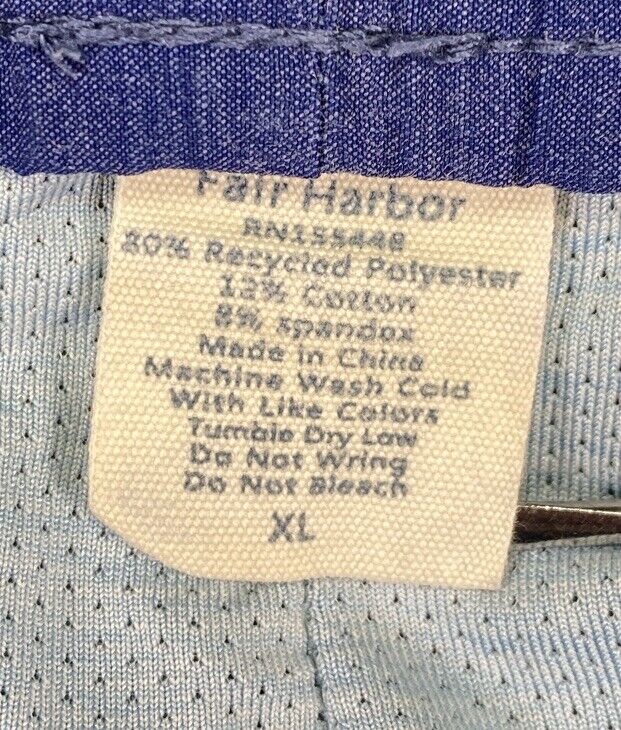 Fair Harbor
RN155448
80% Recycled Polyester
12% Cotton
8% spandex
Made in China
Machine Wash Cold
With Like Colors
Tumble Dry Low
Do Not Wring
Do Not Bleach
XL